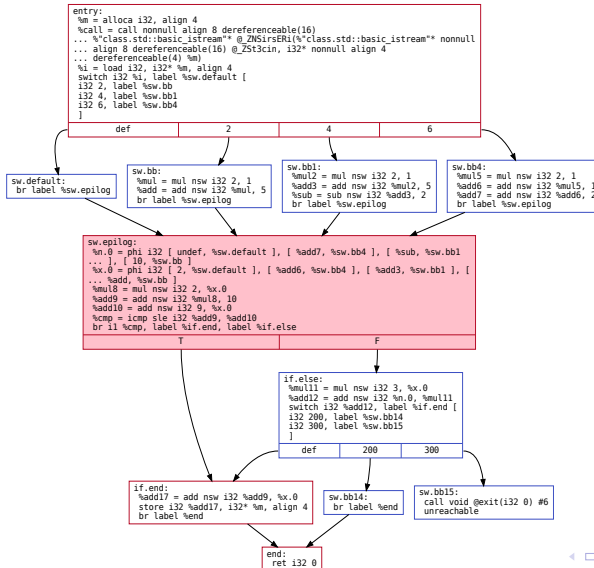 entry:
%m = alloca i32, align 4
%call = call nonnull align 8 dereferenceable(16)
... %"class.std::basic_istream"* @_ZNSirsERi(%"class.std::basic_istream"* nonnull
... align 8 dereferenceable(16) @_ZSt3cin, i32* nonnull align 4
... dereferenceable(4) %m)
%i = load i32, i32* %m, align 4
switch i32 %i, label %sw.default [
i32 2, label %sw.bb
i32 4, label %sw.bb1
i32 6, label %sw.bb4
]
def 2 4 6
sw.default:
br label %sw.epilog
sw.bb:
%mul = mul nsw i32 2, 1
%add = add nsw i32 %mul, 5
br label %sw.epilog
sw.bb1:
%mul2 = mul nsw i32 2, 1
%add3 = add nsw i32 %mul2, 5
%sub = sub nsw i32 %add3, 2
br label %sw.epilog
sw.bb4:
%mul5 = mul nsw i32 2, 1
%add6 = add nsw i32 %mul5, 1
%add7 = add nsw i32 %add6, 2
br label %sw.epilog
sw.epilog:
%n.0 = phi i32 [ undef, %sw.default ], [ %add7, %sw.bb4 ], [ %sub, %sw.bb1
... ], [ 10, %sw.bb ]
%x.0 = phi i32 [ 2, %sw.default ], [ %add6, %sw.bb4 ], [ %add3, %sw.bb1 ], [
... %add, %sw.bb ]
%mul8 = mul nsw i32 2, %x.0
%add9 = add nsw i32 %mul8, 10
%add10 = add nsw i32 9, %x.0
%cmp = icmp sle i32 %add9, %add10
br i1 %cmp, label %if.end, label %if.else
T F
if.else:
%mul11 = mul nsw i32 3, %x.0
%add12 = add nsw i32 %n.0, %mul11
switch i32 %add12, label %if.end [
i32 200, label %sw.bb14
i32 300, label %sw.bb15
]
def 200 300
if.end:
%add17 = add nsw i32 %add9, %x.0
store i32 %add17, i32* %m, align 4
br label %end
sw.bb14:
br label %end
sw.bb15:
call void @exit(i32 0) #6
unreachable
end:
ret i32 0